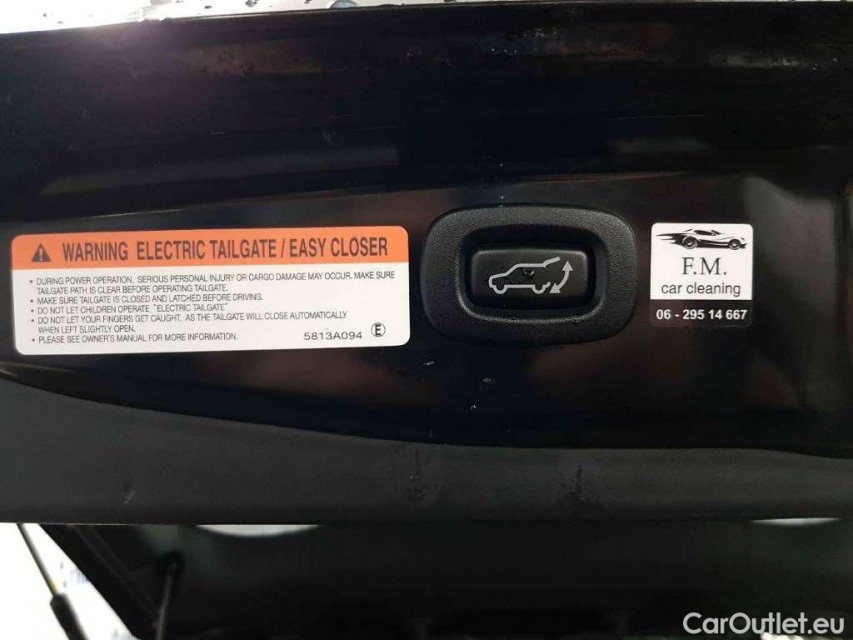 WARNING ELECTRIC TAILGATE / EASY CLOSER
• DURING POWER OPERATION, SERIOUS PERSONAL INJURY OR CARGO DAMAGE MAY OCCUR. MAKE SURE
TAILGATE PATH IS CLEAR BEFORE OPERATING TAILGATE.
• MAKE SURE TAILGATE IS CLOSED AND LATCHED BEFORE DRIVING.
• DO NOT LET CHILDREN OPERATE "ELECTRIC TAILGATE"
• DO NOT LET YOUR FINGERS GET CAUGHT, AS THE TAILGATE WILL CLOSE AUTOMATICALLY
WHEN LEFT SLIGHTLY OPEN.
• PLEASE SEE OWNER'S MANUAL FOR MORE INFORMATION.
5813A094 Ⓔ
F.M.
car cleaning
06 - 295 14 667
CarOutlet.eu